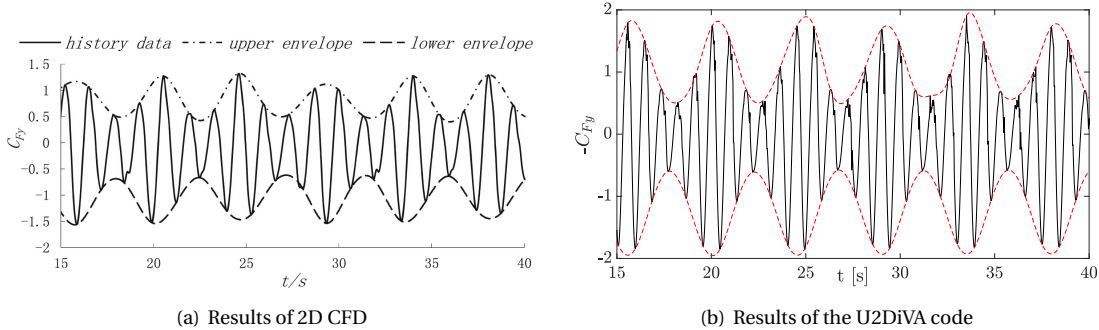 history data upper envelope lower envelope
1.5
1
0.5
0
-0.5
-1
-1.5
-2
C_Fy
15 20 25 30 35 40
t/s
(a) Results of 2D CFD
2
1
0
-1
-2
-C_Fy
15 20 25 30 35 40
t [s]
(b) Results of the U2DiVA code